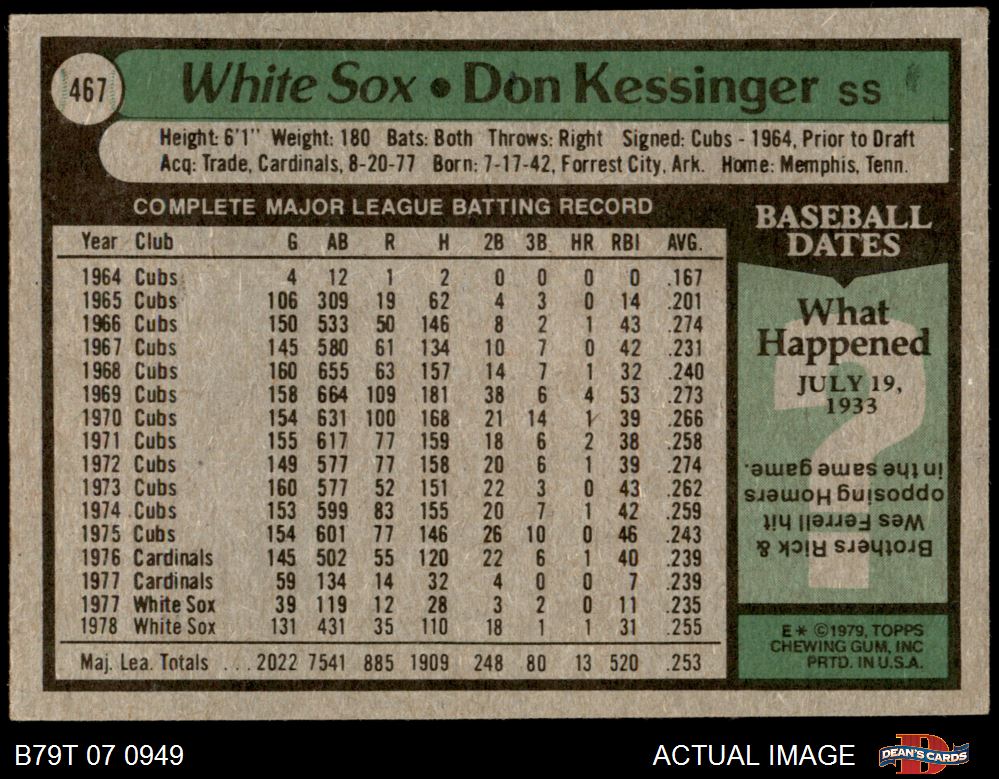 467
White Sox • Don Kessinger SS
Height: 6'1" Weight: 180 Bats: Both Throws: Right Signed: Cubs - 1964, Prior to Draft
Acq: Trade, Cardinals, 8-20-77 Born: 7-17-42, Forrest City, Ark. Home: Memphis, Tenn.
COMPLETE MAJOR LEAGUE BATTING RECORD
Year Club G AB R H 2B 3B HR RBI AVG.
1964 Cubs 4 12 1 2 0 0 0 0 .167
1965 Cubs 106 309 19 62 4 3 0 14 .201
1966 Cubs 150 533 50 146 8 2 1 43 .274
1967 Cubs 145 580 61 134 10 7 0 42 .231
1968 Cubs 160 655 63 157 14 7 1 32 .240
1969 Cubs 158 664 109 181 38 6 4 53 .273
1970 Cubs 154 631 100 168 21 14 1 39 .266
1971 Cubs 155 617 77 159 18 6 2 38 .258
1972 Cubs 149 577 77 158 20 6 1 39 .274
1973 Cubs 160 577 52 151 22 3 0 43 .262
1974 Cubs 153 599 83 155 20 7 1 42 .259
1975 Cubs 154 601 77 146 26 10 0 46 .243
1976 Cardinals 145 502 55 120 22 6 1 40 .239
1977 Cardinals 59 134 14 32 4 0 0 7 .239
1977 White Sox 39 119 12 28 3 2 0 11 .235
1978 White Sox 131 431 35 110 18 1 1 31 .255
Maj. Lea. Totals ...2022 7541 885 1909 248 80 13 520 .253
BASEBALL
DATES
What
Happened
JULY 19,
1933
?
Brothers Rick &
Wes Ferrell hit
opposing Homers
in the same game.
E* ©1979, TOPPS
CHEWING GUM, INC
PRTD. IN U.S.A.
B79T 07 0949
ACTUAL IMAGE
D
DEAN'S CARDS